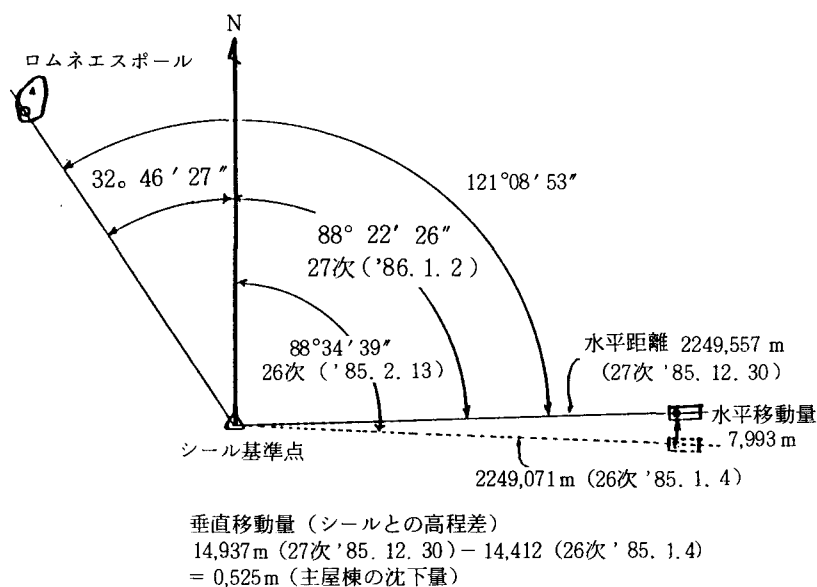 N
ロムネエスポール
32。46′27″
121°08′53″
88° 22′ 26″
27次('86. 1. 2)
88°34′39″
26次 ('85. 2. 13)
水平距離 2249,557 m
(27次 '85. 12. 30)
水平移動量
7,993 m
シール基準点
2249,071m (26次 '85. 1. 4)
垂直移動量(シールとの高程差)
14,937m (27次 '85. 12. 30) − 14,412 (26次 '85. 1.4)
= 0,525m (主屋棟の沈下量)